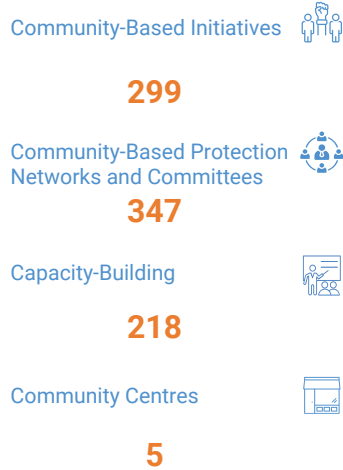 Community-Based Initiatives
299
Community-Based Protection
Networks and Committees
347
Capacity-Building
218
Community Centres
5